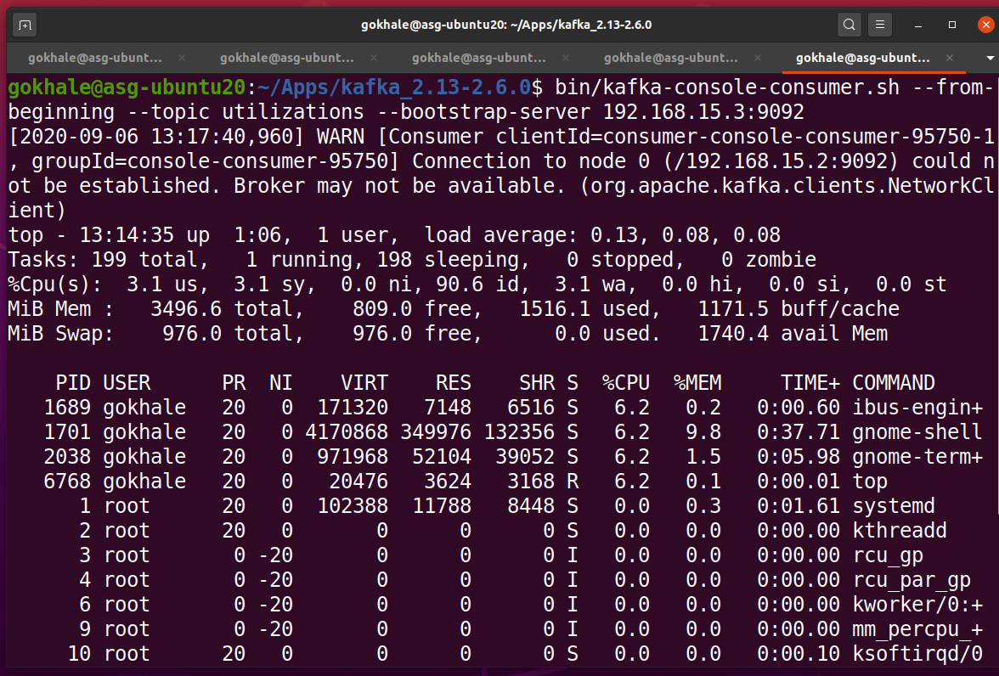 gokhale@asg-ubuntu20: ~/Apps/kafka_2.13-2.6.0
gokhale@asg-ubunt... × gokhale@asg-ubunt... × gokhale@asg-ubunt... × gokhale@asg-ubunt... × gokhale@asg-ubunt... ×
gokhale@asg-ubuntu20:~/Apps/kafka_2.13-2.6.0$ bin/kafka-console-consumer.sh --from-
beginning --topic utilizations --bootstrap-server 192.168.15.3:9092
[2020-09-06 13:17:40,960] WARN [Consumer clientId=consumer-console-consumer-95750-1
, groupId=console-consumer-95750] Connection to node 0 (/192.168.15.2:9092) could n
ot be established. Broker may not be available. (org.apache.kafka.clients.NetworkCl
ient)
top - 13:14:35 up  1:06,  1 user,  load average: 0.13, 0.08, 0.08
Tasks: 199 total,   1 running, 198 sleeping,   0 stopped,   0 zombie
%Cpu(s):  3.1 us,  3.1 sy,  0.0 ni, 90.6 id,  3.1 wa,  0.0 hi,  0.0 si,  0.0 st
MiB Mem :   3496.6 total,    809.0 free,   1516.1 used,   1171.5 buff/cache
MiB Swap:    976.0 total,    976.0 free,      0.0 used.   1740.4 avail Mem
    PID USER      PR  NI    VIRT    RES    SHR S  %CPU  %MEM     TIME+ COMMAND
   1689 gokhale   20   0  171320   7148   6516 S   6.2   0.2   0:00.60 ibus-engin+
   1701 gokhale   20   0 4170868 349976 132356 S   6.2   9.8   0:37.71 gnome-shell
   2038 gokhale   20   0  971968  52104  39052 S   6.2   1.5   0:05.98 gnome-term+
   6768 gokhale   20   0   20476   3624   3168 R   6.2   0.1   0:00.01 top
      1 root      20   0  102388  11788   8448 S   0.0   0.3   0:01.61 systemd
      2 root      20   0       0      0      0 S   0.0   0.0   0:00.00 kthreadd
      3 root       0 -20       0      0      0 I   0.0   0.0   0:00.00 rcu_gp
      4 root       0 -20       0      0      0 I   0.0   0.0   0:00.00 rcu_par_gp
      6 root       0 -20       0      0      0 I   0.0   0.0   0:00.00 kworker/0:+
      9 root       0 -20       0      0      0 I   0.0   0.0   0:00.00 mm_percpu_+
     10 root      20   0       0      0      0 S   0.0   0.0   0:00.10 ksoftirqd/0